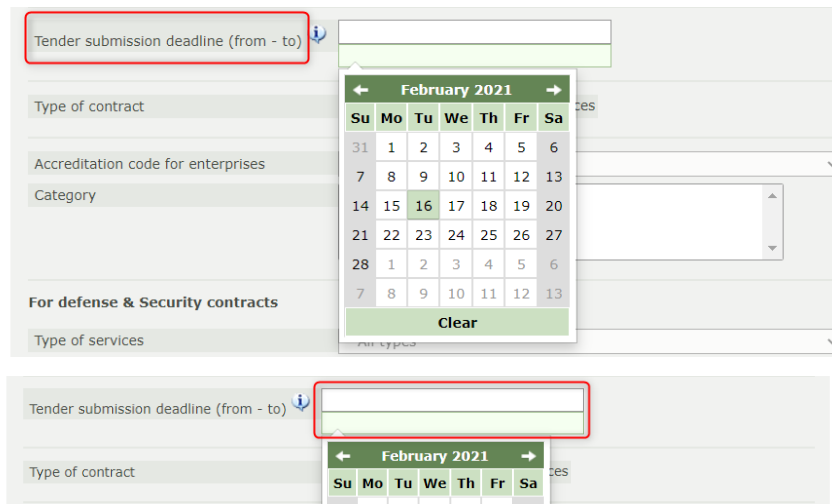 Tender submission deadline (from - to)
February 2021
Type of contract
ces
Su Mo Tu We Th Fr Sa
31 1 2 3 4 5 6
Accreditation code for enterprises
7 8 9 10 11 12 13
Category
14 15 16 17 18 19 20
21 22 23 24 25 26 27
28 1 2 3 4 5 6
For defense & Security contracts
7 8 9 10 11 12 13
Clear
Type of services
All types
Tender submission deadline (from - to)
February 2021
Type of contract
ces
Su Mo Tu We Th Fr Sa